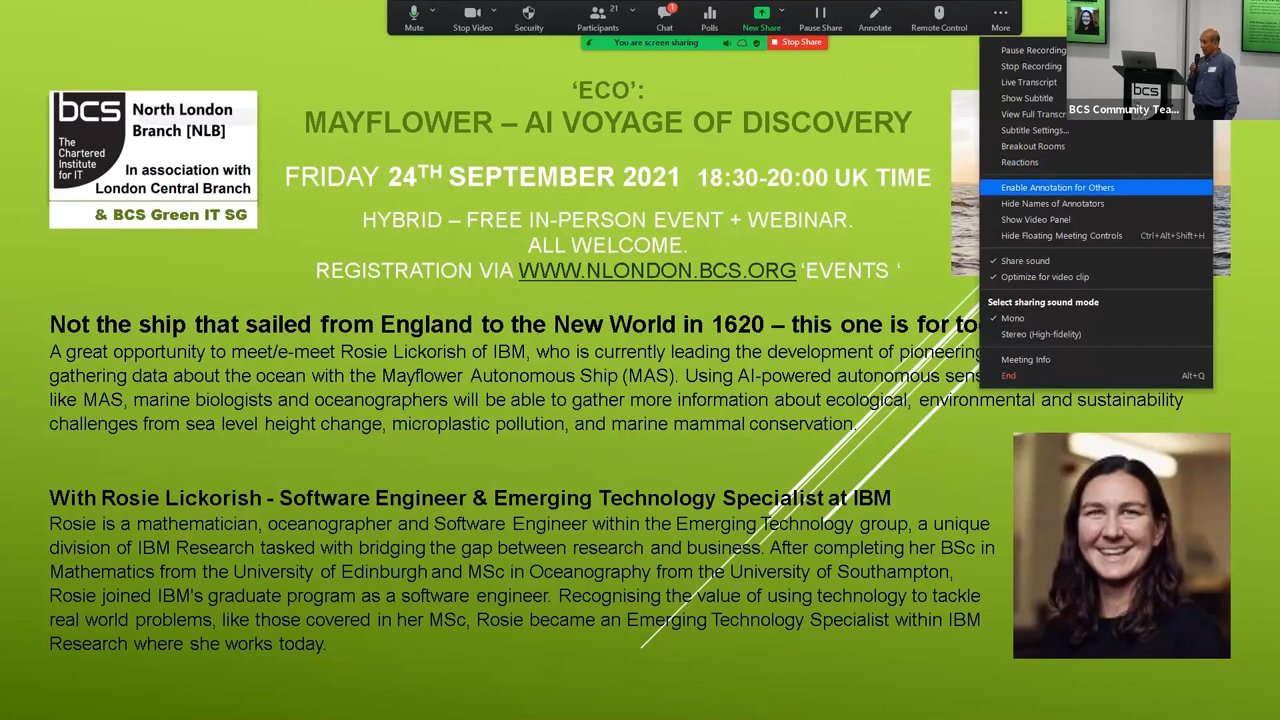 Mute
Stop Video
Security
Participants
21
Chat
1
Polls
New Share
Pause Share
Annotate
Remote Control
More
You are screen sharing
Stop Share
Pause Recording
Stop Recording
Live Transcript
Show Subtitle
View Full Transcr
Subtitle Settings...
Breakout Rooms
Reactions
Enable Annotation for Others
Hide Names of Annotators
Show Video Panel
Hide Floating Meeting Controls Ctrl+Alt+Shift+H
Share sound
Optimize for video clip
Select sharing sound mode
Mono
Stereo (High-fidelity)
Meeting Info
End Alt+Q
bcs
BCS Community Tea...
bcs
The
Chartered
Institute
for IT
North London
Branch [NLB]
In association with
London Central Branch
& BCS Green IT SG
‘ECO’:
MAYFLOWER – AI VOYAGE OF DISCOVERY
FRIDAY 24TH SEPTEMBER 2021 18:30-20:00 UK TIME
HYBRID – FREE IN-PERSON EVENT + WEBINAR.
ALL WELCOME.
REGISTRATION VIA WWW.NLONDON.BCS.ORG ‘EVENTS ‘
Not the ship that sailed from England to the New World in 1620 – this one is for to
A great opportunity to meet/e-meet Rosie Lickorish of IBM, who is currently leading the development of pioneering
gathering data about the ocean with the Mayflower Autonomous Ship (MAS). Using AI-powered autonomous sens
like MAS, marine biologists and oceanographers will be able to gather more information about ecological, environmental and sustainability
challenges from sea level height change, microplastic pollution, and marine mammal conservation.
With Rosie Lickorish - Software Engineer & Emerging Technology Specialist at IBM
Rosie is a mathematician, oceanographer and Software Engineer within the Emerging Technology group, a unique
division of IBM Research tasked with bridging the gap between research and business. After completing her BSc in
Mathematics from the University of Edinburgh and MSc in Oceanography from the University of Southampton,
Rosie joined IBM's graduate program as a software engineer. Recognising the value of using technology to tackle
real world problems, like those covered in her MSc, Rosie became an Emerging Technology Specialist within IBM
Research where she works today.